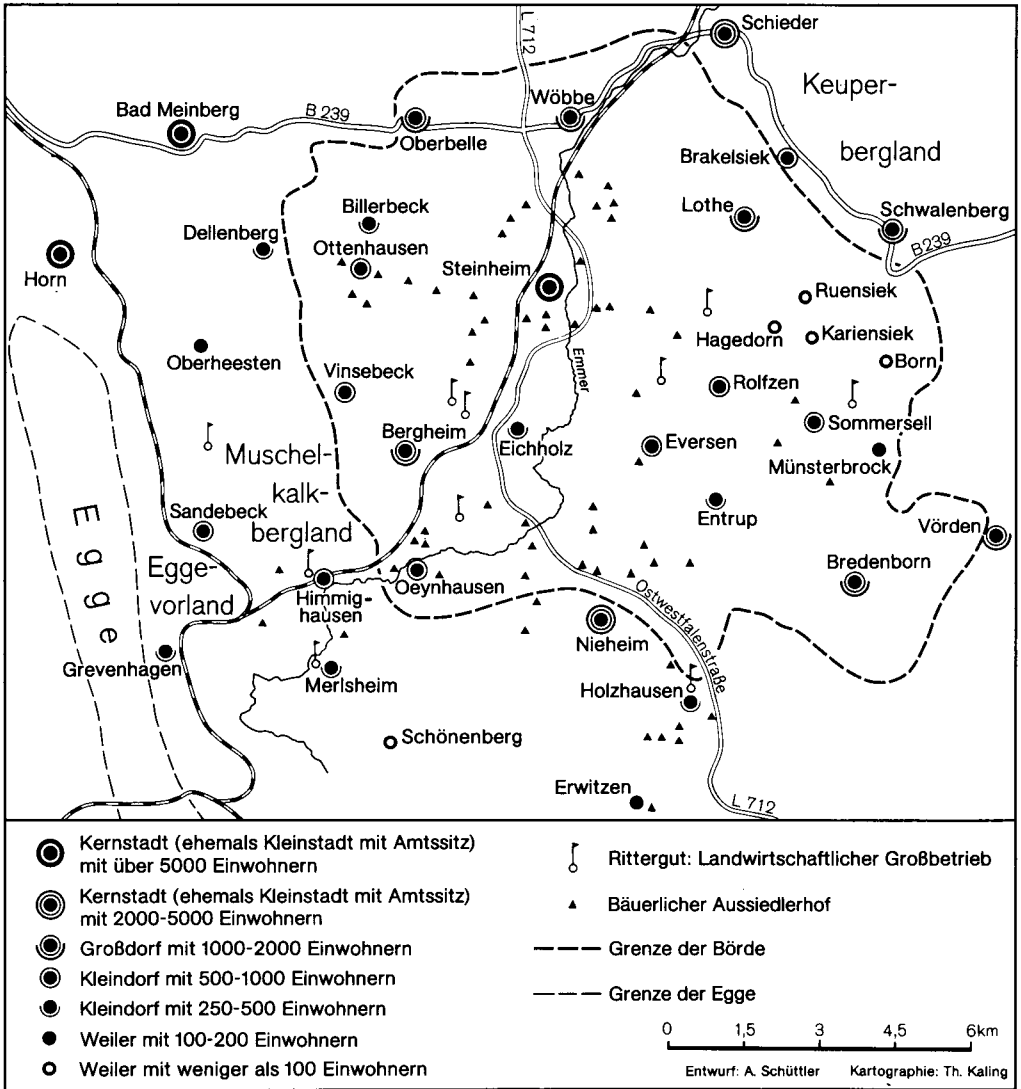 Schieder
L 712
Keuper-
bergland
Wöbbe
Bad Meinberg
B 239
Oberbelle
Brakelsiek
Billerbeck
Lothe
Schwalenberg
B 239
Dellenberg
Ottenhausen
Horn
Steinheim
Ruensiek
Hagedorn
Kariensiek
Oberheesten
Emmer
Born
Vinsebeck
Rolfzen
Sommersell
Bergheim
Eichholz
Eversen
Münsterbrock
Muschel-
kalk-
bergland
Sandebeck
Entrup
Vörden
Egge
Egge-
vorland
Himmig-
hausen
Oeynhausen
Bredenborn
Ostwestfalenstraße
Nieheim
Grevenhagen
Merlsheim
Holzhausen
Schönenberg
Erwitzen
L 712
Kernstadt (ehemals Kleinstadt mit Amtssitz)
mit über 5000 Einwohnern
Kernstadt (ehemals Kleinstadt mit Amtssitz)
mit 2000-5000 Einwohnern
Großdorf mit 1000-2000 Einwohnern
Kleindorf mit 500-1000 Einwohnern
Kleindorf mit 250-500 Einwohnern
Weiler mit 100-200 Einwohnern
Weiler mit weniger als 100 Einwohnern
Rittergut: Landwirtschaftlicher Großbetrieb
Bäuerlicher Aussiedlerhof
Grenze der Börde
Grenze der Egge
0 1,5 3 4,5 6km
Entwurf: A. Schüttler Kartographie: Th. Kaling